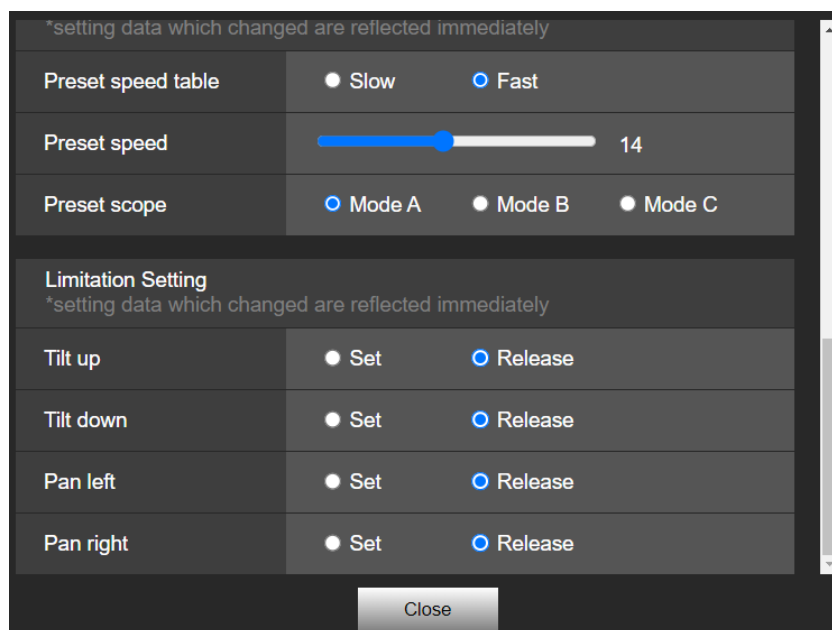 *setting data which changed are reflected immediately
Preset speed table Slow Fast
Preset speed 14
Preset scope Mode A Mode B Mode C
Limitation Setting
*setting data which changed are reflected immediately
Tilt up Set Release
Tilt down Set Release
Pan left Set Release
Pan right Set Release
Close